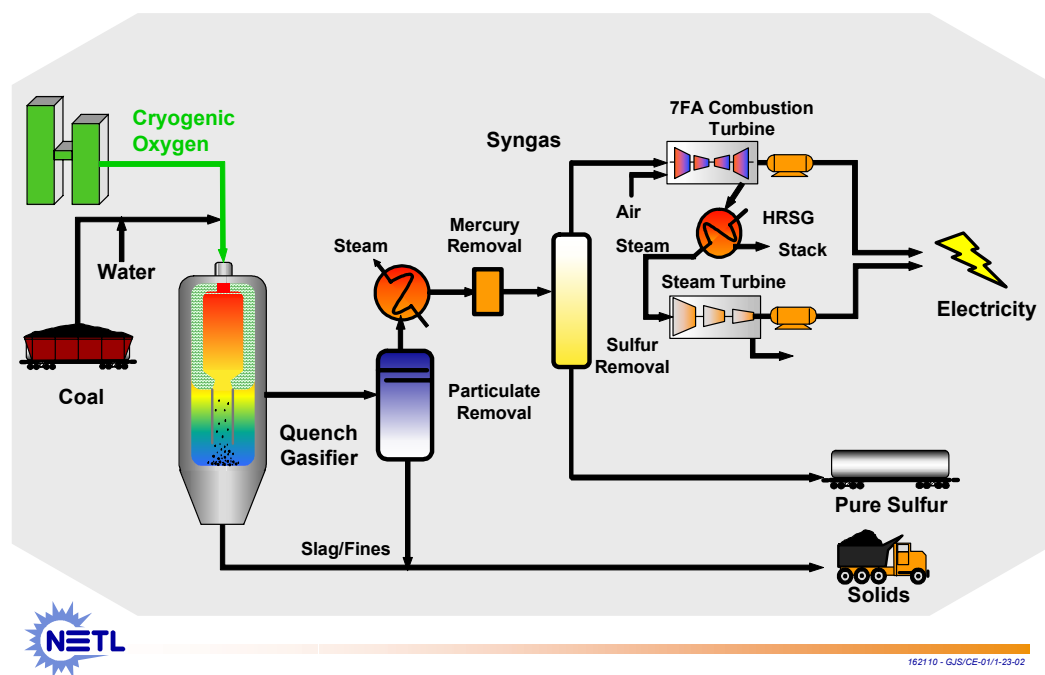 Cryogenic
Oxygen
Syngas
7FA Combustion
Turbine
Air
HRSG
Mercury
Removal
Steam
Steam
Stack
Water
Steam Turbine
Electricity
Sulfur
Removal
Coal
Particulate
Removal
Quench
Gasifier
Pure Sulfur
Slag/Fines
Solids
NETL
162110 - GJS/CE-01/1-23-02